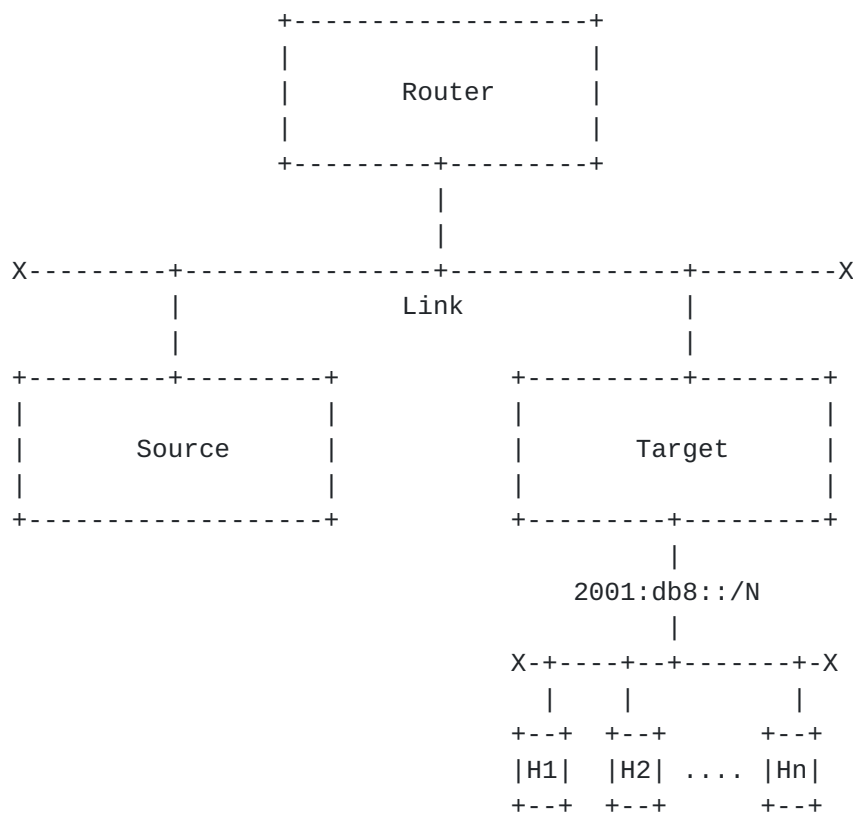 Router
Link
Source Target
2001:db8::/N
X X
H1 H2 .... Hn